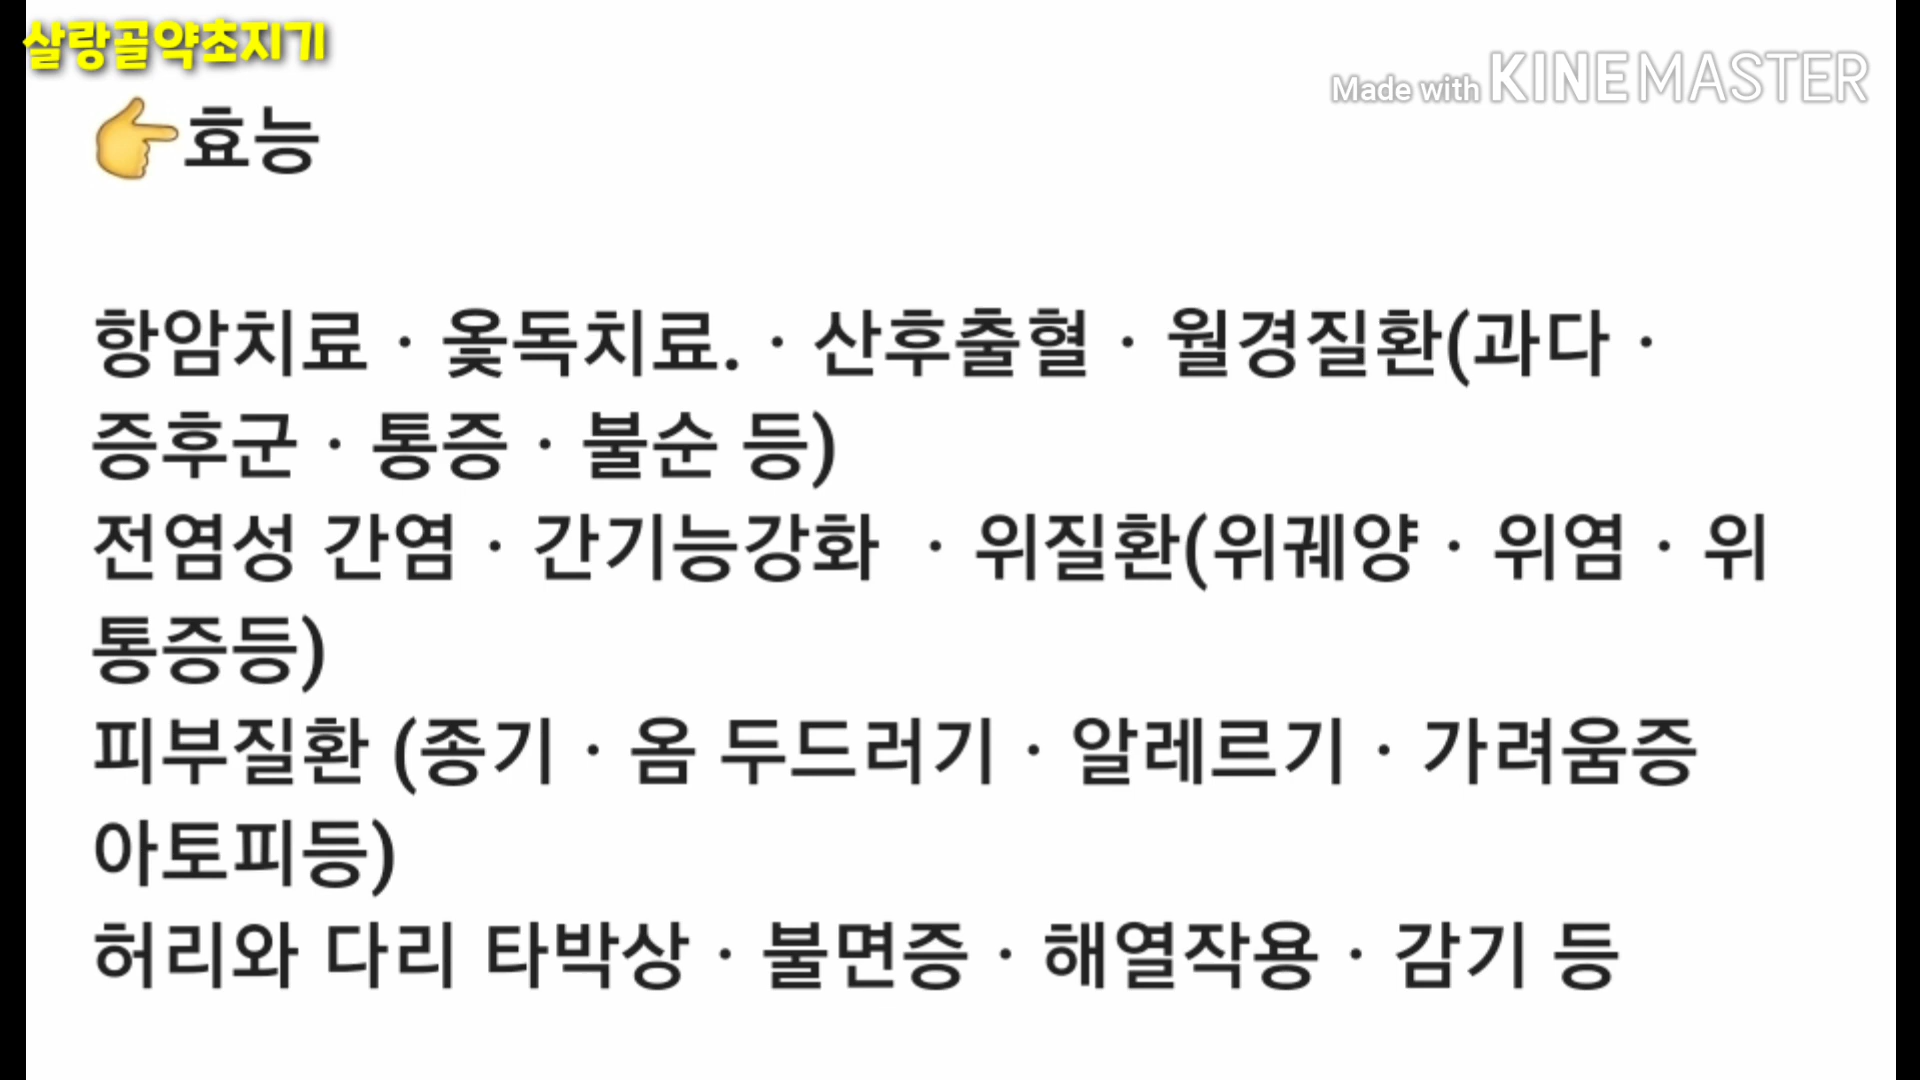 살랑골약초지기
Made with KINEMASTER
👉효능
항암치료 · 옻독치료. · 산후출혈 · 월경질환(과다 ·
증후군 · 통증 · 불순 등)
전염성 간염 · 간기능강화 · 위질환(위궤양 · 위염 · 위
통증등)
피부질환 (종기 · 옴 두드러기 · 알레르기 · 가려움증
아토피등)
허리와 다리 타박상 · 불면증 · 해열작용 · 감기 등